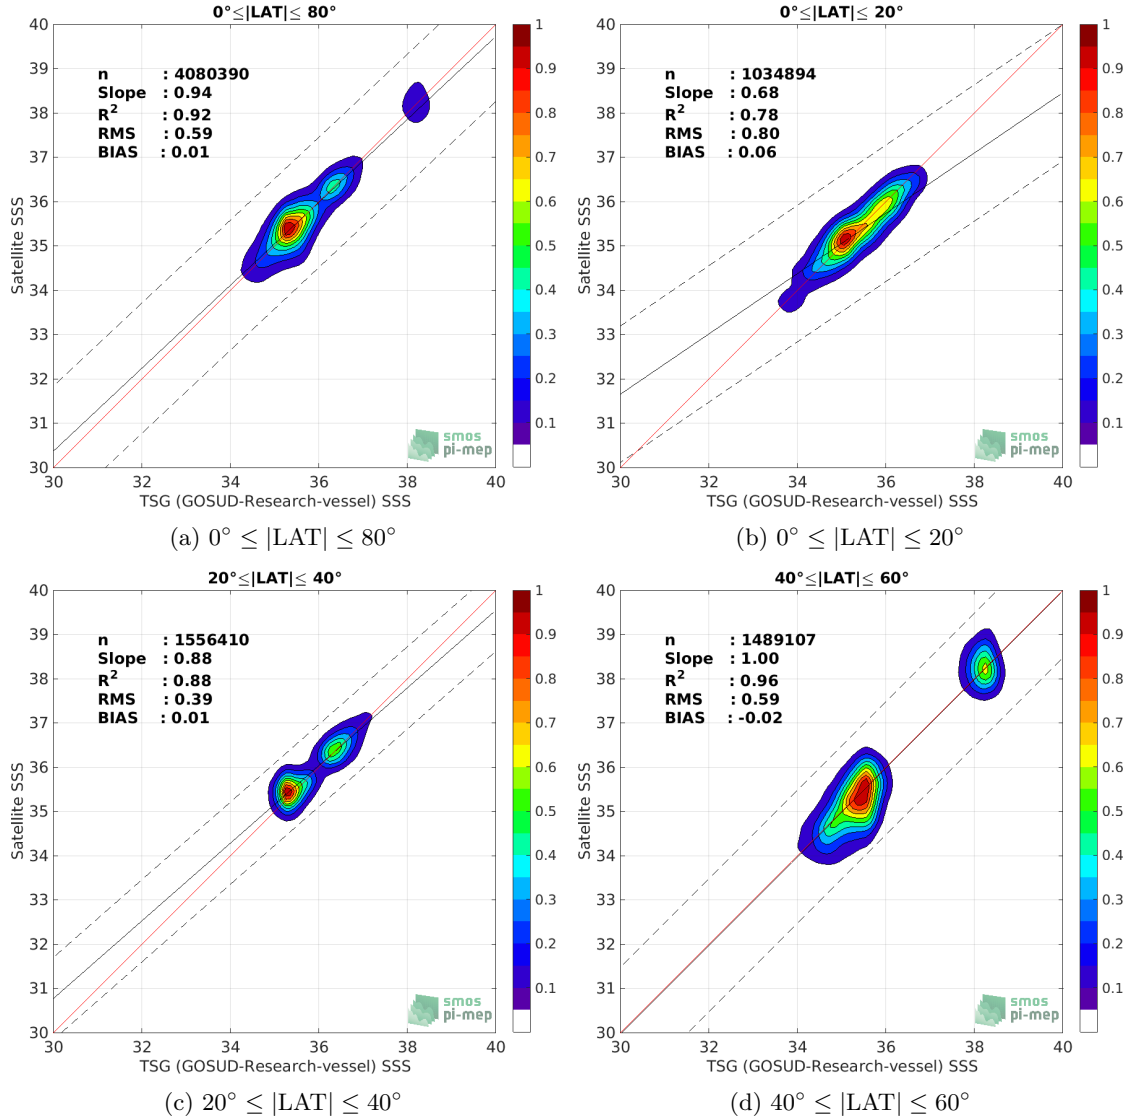 0°≤|LAT|≤ 80°
40
39
38
37
36
35
34
33
32
31
30
Satellite SSS
n : 4080390
Slope : 0.94
R² : 0.92
RMS : 0.59
BIAS : 0.01
smos
pi-mep
30 32 34 36 38 40
TSG (GOSUD-Research-vessel) SSS
1
0.9
0.8
0.7
0.6
0.5
0.4
0.3
0.2
0.1
(a) 0° ≤ |LAT| ≤ 80°
0°≤|LAT|≤ 20°
40
39
38
37
36
35
34
33
32
31
30
Satellite SSS
n : 1034894
Slope : 0.68
R² : 0.78
RMS : 0.80
BIAS : 0.06
smos
pi-mep
30 32 34 36 38 40
TSG (GOSUD-Research-vessel) SSS
1
0.9
0.8
0.7
0.6
0.5
0.4
0.3
0.2
0.1
(b) 0° ≤ |LAT| ≤ 20°
20°≤|LAT|≤ 40°
40
39
38
37
36
35
34
33
32
31
30
Satellite SSS
n : 1556410
Slope : 0.88
R² : 0.88
RMS : 0.39
BIAS : 0.01
smos
pi-mep
30 32 34 36 38 40
TSG (GOSUD-Research-vessel) SSS
1
0.9
0.8
0.7
0.6
0.5
0.4
0.3
0.2
0.1
(c) 20° ≤ |LAT| ≤ 40°
40°≤|LAT|≤ 60°
40
39
38
37
36
35
34
33
32
31
30
Satellite SSS
n : 1489107
Slope : 1.00
R² : 0.96
RMS : 0.59
BIAS : -0.02
smos
pi-mep
30 32 34 36 38 40
TSG (GOSUD-Research-vessel) SSS
1
0.9
0.8
0.7
0.6
0.5
0.4
0.3
0.2
0.1
(d) 40° ≤ |LAT| ≤ 60°